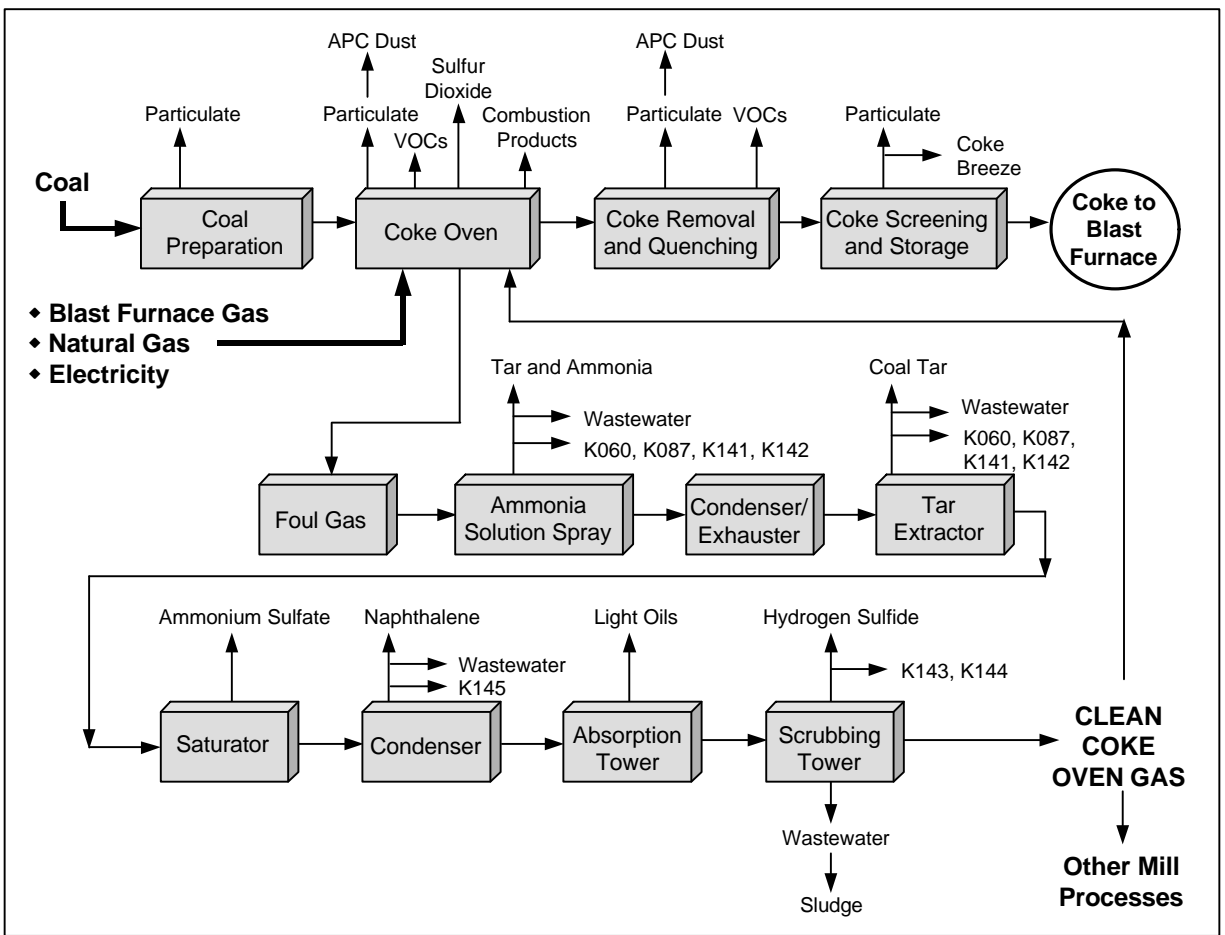 APC Dust
Sulfur
Dioxide
APC Dust
Particulate
Particulate
VOCs
Combustion
Products
Particulate
VOCs
Particulate
Coke
Breeze
Coal
Coal
Preparation
Coke Oven
Coke Removal
and Quenching
Coke Screening
and Storage
Coke to
Blast
Furnace
◆ Blast Furnace Gas
◆ Natural Gas
◆ Electricity
Tar and Ammonia
Wastewater
K060, K087, K141, K142
Coal Tar
Wastewater
K060, K087,
K141, K142
Foul Gas
Ammonia
Solution Spray
Condenser/
Exhauster
Tar
Extractor
Ammonium Sulfate
Naphthalene
Wastewater
K145
Light Oils
Hydrogen Sulfide
K143, K144
Saturator
Condenser
Absorption
Tower
Scrubbing
Tower
CLEAN
COKE
OVEN GAS
Wastewater
Sludge
Other Mill
Processes